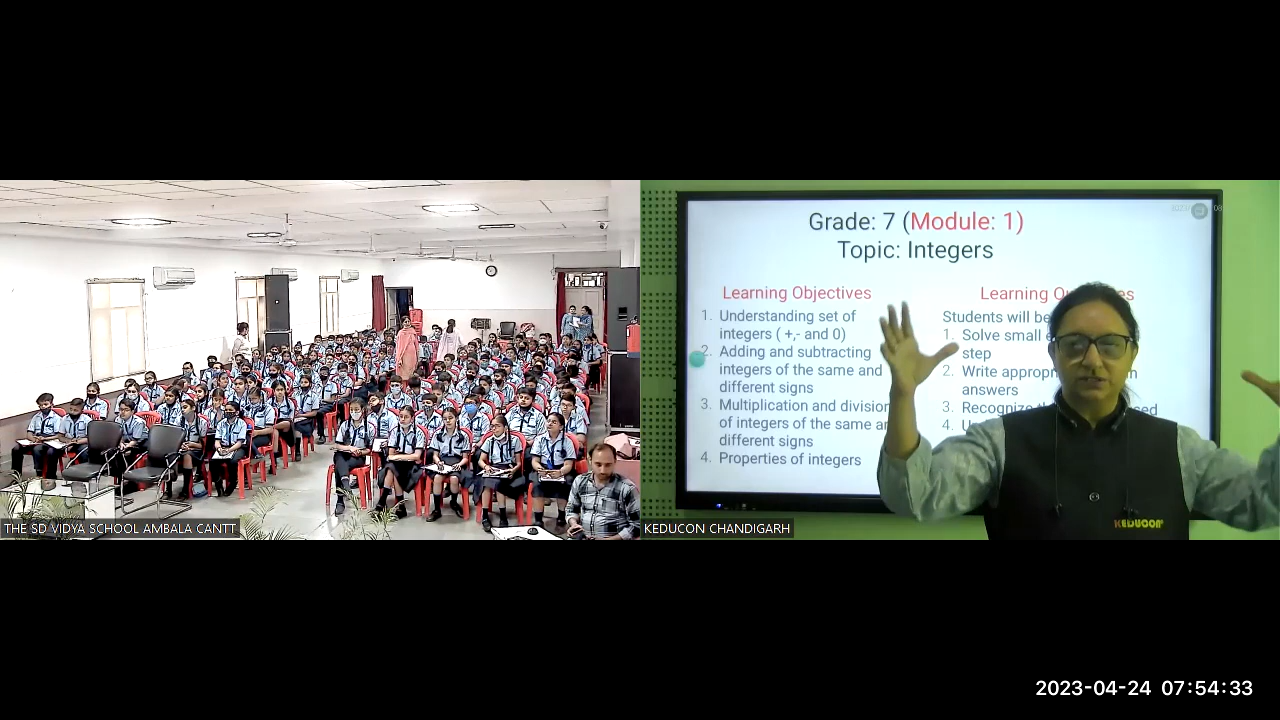 Grade: 7 (Module: 1)
Topic: Integers
Learning Objectives
1. Understanding set of
integers ( +,- and 0)
2. Adding and subtracting
integers of the same and
different signs
3. Multiplication and division
of integers of the same
different signs
4. Properties of integers
Learning
Students will
1. Solve small
step
2. Write
answers
3. Recognize
4.
KEDUCON
THE SD VIDYA SCHOOL AMBALA CANTT
KEDUCON CHANDIGARH
2023-04-24 07:54:33